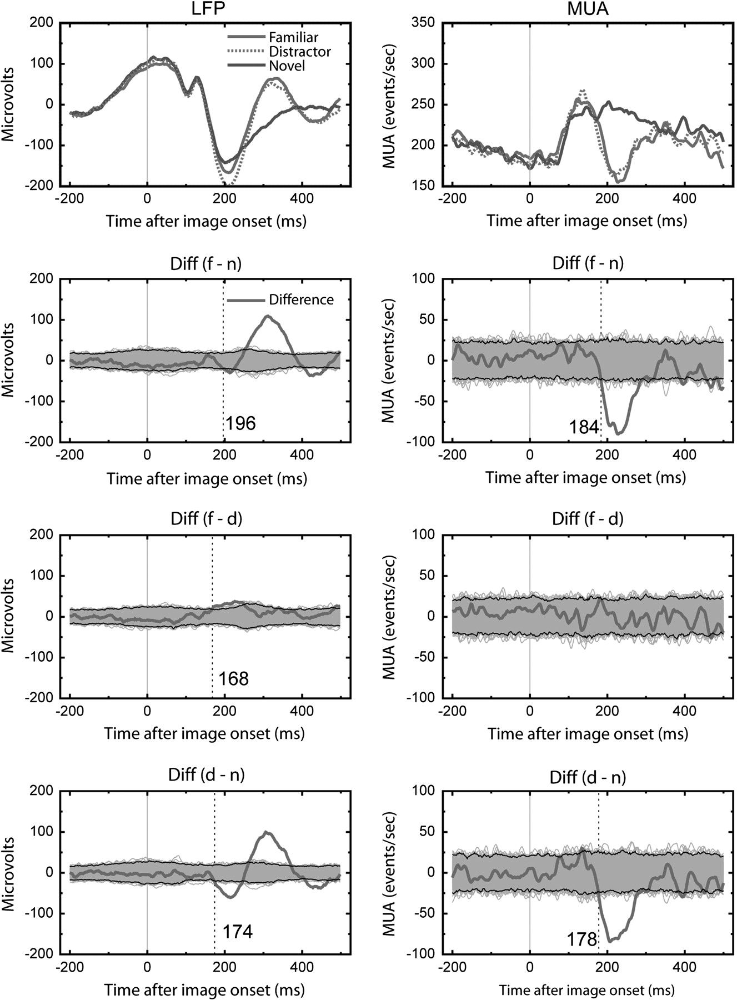 LFP
200
100
0
-100
-200
Microvolts
Familiar
Distractor
Novel
-200 0 200 400
Time after image onset (ms)
MUA
350
300
250
200
150
MUA (events/sec)
-200 0 200 400
Time after image onset (ms)
Diff (f - n)
200
100
0
-100
-200
Microvolts
Difference
196
-200 0 200 400
Time after image onset (ms)
Diff (f - n)
100
50
0
-50
-100
MUA (events/sec)
184
-200 0 200 400
Time after image onset (ms)
Diff (f - d)
200
100
0
-100
-200
Microvolts
168
-200 0 200 400
Time after image onset (ms)
Diff (f - d)
100
50
0
-50
-100
MUA (events/sec)
-200 0 200 400
Time after image onset (ms)
Diff (d - n)
200
100
0
-100
-200
Microvolts
174
-200 0 200 400
Time after image onset (ms)
Diff (d - n)
100
50
0
-50
-100
MUA (events/sec)
178
-200 0 200 400
Time after image onset (ms)